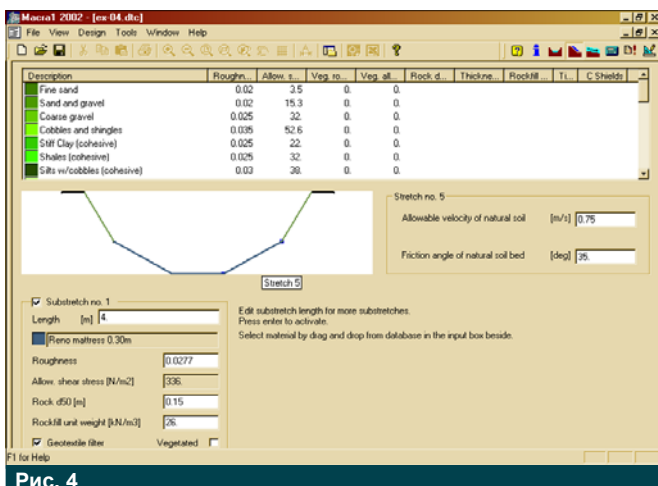 Macra1 2002 - [ex-04.dtc]
File View Design Tools Window Help
Description Roughn... Allow. s... Veg. ro... Veg. all... Rock d... Thickne... Rockfill ... Ti... C Shields
Fine sand 0.02 3.5 0. 0.
Sand and gravel 0.02 15.3 0. 0.
Coarse gravel 0.025 32. 0. 0.
Cobbles and shingles 0.035 52.6 0. 0.
Stiff Clay (cohesive) 0.025 22. 0. 0.
Shales (cohesive) 0.025 32. 0. 0.
Silts w/cobbles (cohesive) 0.03 38. 0. 0.
Stretch no. 5
Allowable velocity of natural soil [m/s] 0.75
Friction angle of natural soil bed [deg] 35.
Stretch 5
Substretch no. 1
Length [m] 4.
Reno mattress 0.30m
Roughness 0.0277
Allow. shear stress [N/m2] 336.
Rock d50 [m] 0.15
Rockfill unit weight [kN/m3] 26.
Geotextile filter Vegetated
Edit substretch length for more substretches.
Press enter to activate.
Select material by drag and drop from database in the input box beside.
F1 for Help
Рис. 4